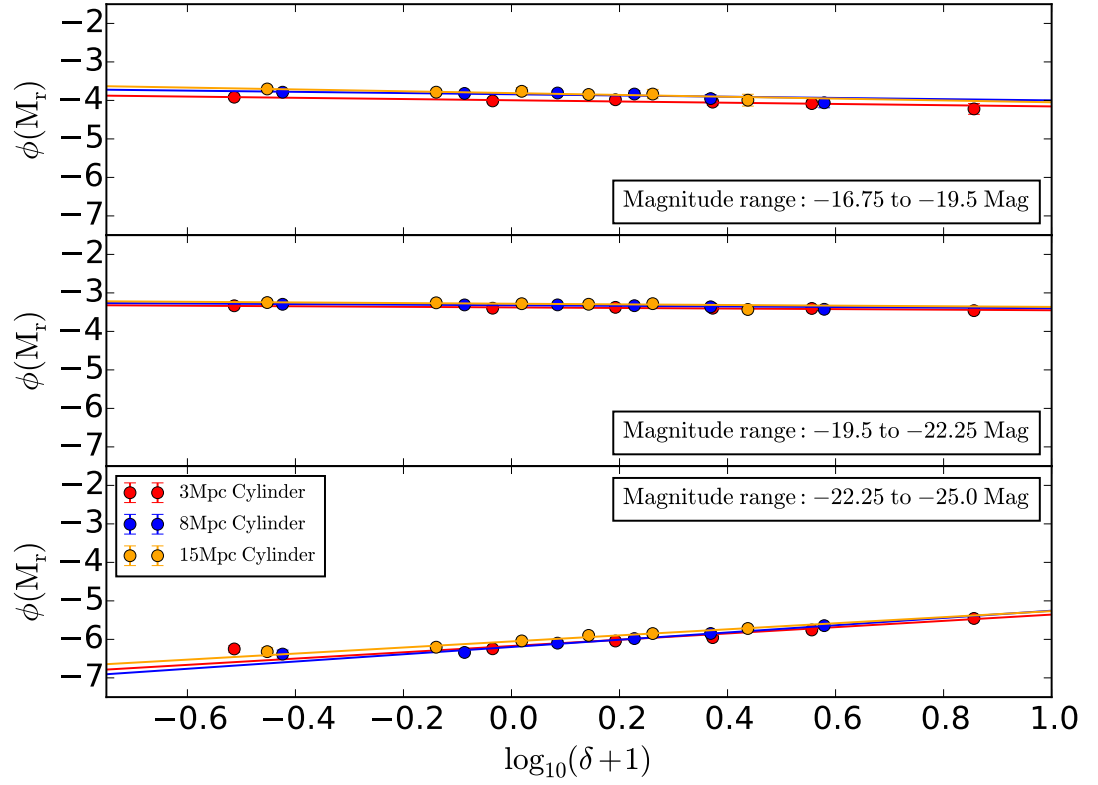 −2
−3
−4
−5
−6
−7
ϕ(Mᵣ)
Magnitude range: −16.75 to −19.5 Mag
−2
−3
−4
−5
−6
−7
ϕ(Mᵣ)
Magnitude range: −19.5 to −22.25 Mag
−2
−3
−4
−5
−6
−7
ϕ(Mᵣ)
3Mpc Cylinder
8Mpc Cylinder
15Mpc Cylinder
Magnitude range: −22.25 to −25.0 Mag
−0.6 −0.4 −0.2 0.0 0.2 0.4 0.6 0.8 1.0
log₁₀(δ+1)